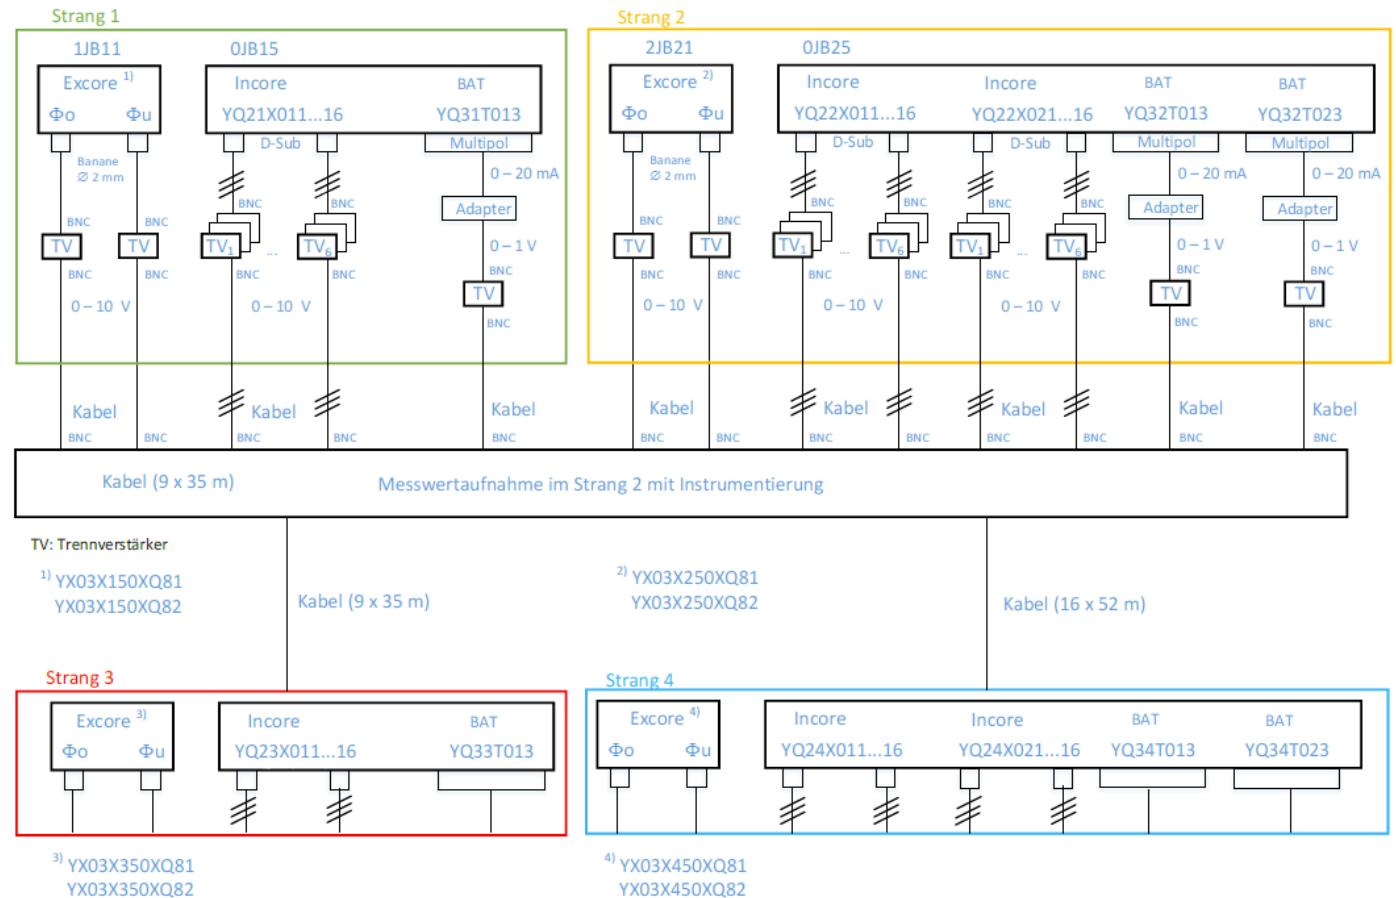 Strang 1
Strang 2
1JB11
0JB15
2JB21
0JB25
Excore 1)
Φo Φu
Incore
YQ21X011...16
BAT
YQ31T013
Excore 2)
Φo Φu
Incore
YQ22X011...16
Incore
YQ22X021...16
BAT
YQ32T013
BAT
YQ32T023
D-Sub
Multipol
D-Sub
D-Sub
Multipol
Multipol
Banane
∅ 2 mm
0 – 20 mA
Banane
∅ 2 mm
0 – 20 mA
0 – 20 mA
BNC BNC BNC BNC
Adapter
BNC BNC BNC BNC BNC BNC
Adapter
Adapter
TV TV TV1 ... TV6
0 – 1 V
TV TV TV1 ... TV6 TV1 ... TV6
0 – 1 V
0 – 1 V
BNC BNC BNC BNC BNC
BNC BNC BNC BNC BNC BNC BNC BNC
TV
TV
TV
0 – 10 V
0 – 10 V
0 – 10 V
0 – 10 V
0 – 10 V
BNC
BNC
BNC
Kabel
Kabel
Kabel
Kabel
Kabel
Kabel
Kabel
Kabel
BNC BNC BNC BNC BNC BNC BNC BNC BNC BNC BNC BNC BNC
Kabel (9 x 35 m)
Messwertaufnahme im Strang 2 mit Instrumentierung
TV: Trennverstärker
1) YX03X150XQ81
YX03X150XQ82
2) YX03X250XQ81
YX03X250XQ82
Kabel (9 x 35 m)
Kabel (16 x 52 m)
Strang 3
Strang 4
Excore 3)
Φo Φu
Incore
YQ23X011...16
BAT
YQ33T013
Excore 4)
Φo Φu
Incore
YQ24X011...16
Incore
YQ24X021...16
BAT
YQ34T013
BAT
YQ34T023
3) YX03X350XQ81
YX03X350XQ82
4) YX03X450XQ81
YX03X450XQ82